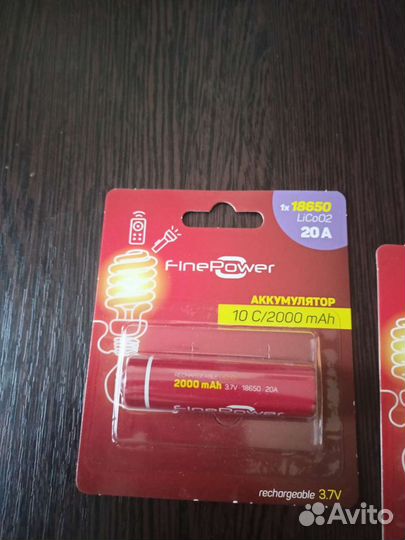 1x 18650
LiCoO2
20 A
FinePower
АККУМУЛЯТОР
10 C/2000 mAh
2000 mAh 3.7V · 18650 · 20A
FinePower
rechargeable 3.7V
Avito